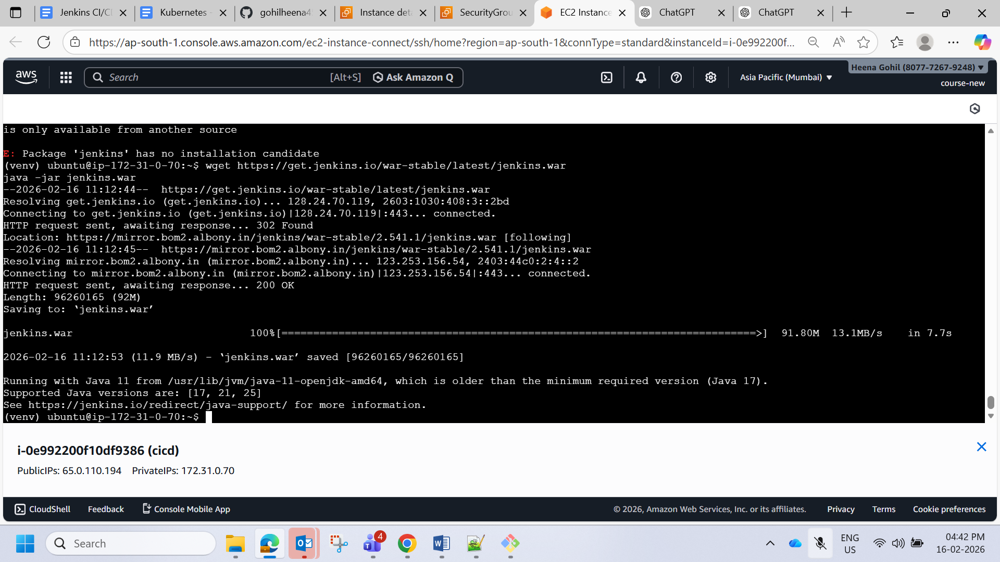 Jenkins CI/CI
Kubernetes -
gohilheena4
Instance det
SecurityGrou
EC2 Instance
ChatGPT
ChatGPT
https://ap-south-1.console.aws.amazon.com/ec2-instance-connect/ssh/home?region=ap-south-1&connType=standard&instanceId=i-0e992200f...
aws
Search
[Alt+S]
Ask Amazon Q
Asia Pacific (Mumbai)
Heena Gohil (8077-7267-9248)
course-new
is only available from another source
E: Package 'jenkins' has no installation candidate
(venv) ubuntu@ip-172-31-0-70:~$ wget https://get.jenkins.io/war-stable/latest/jenkins.war
java -jar jenkins.war
--2026-02-16 11:12:44--  https://get.jenkins.io/war-stable/latest/jenkins.war
Resolving get.jenkins.io (get.jenkins.io)... 128.24.70.119, 2603:1030:408:3::2bd
Connecting to get.jenkins.io (get.jenkins.io)|128.24.70.119|:443... connected.
HTTP request sent, awaiting response... 302 Found
Location: https://mirror.bom2.albony.in/jenkins/war-stable/2.541.1/jenkins.war [following]
--2026-02-16 11:12:45--  https://mirror.bom2.albony.in/jenkins/war-stable/2.541.1/jenkins.war
Resolving mirror.bom2.albony.in (mirror.bom2.albony.in)... 123.253.156.54, 2403:44c0:2:4::2
Connecting to mirror.bom2.albony.in (mirror.bom2.albony.in)|123.253.156.54|:443... connected.
HTTP request sent, awaiting response... 200 OK
Length: 96260165 (92M)
Saving to: ‘jenkins.war’
jenkins.war 100%[===========================================================================>] 91.80M 13.1MB/s in 7.7s
2026-02-16 11:12:53 (11.9 MB/s) - ‘jenkins.war’ saved [96260165/96260165]
Running with Java 11 from /usr/lib/jvm/java-11-openjdk-amd64, which is older than the minimum required version (Java 17).
Supported Java versions are: [17, 21, 25]
See https://jenkins.io/redirect/java-support/ for more information.
(venv) ubuntu@ip-172-31-0-70:~$
i-0e992200f10df9386 (cicd)
PublicIPs: 65.0.110.194 PrivateIPs: 172.31.0.70
CloudShell
Feedback
Console Mobile App
© 2026, Amazon Web Services, Inc. or its affiliates.
Privacy
Terms
Cookie preferences
Search
4
ENG
US
04:42 PM
16-02-2026